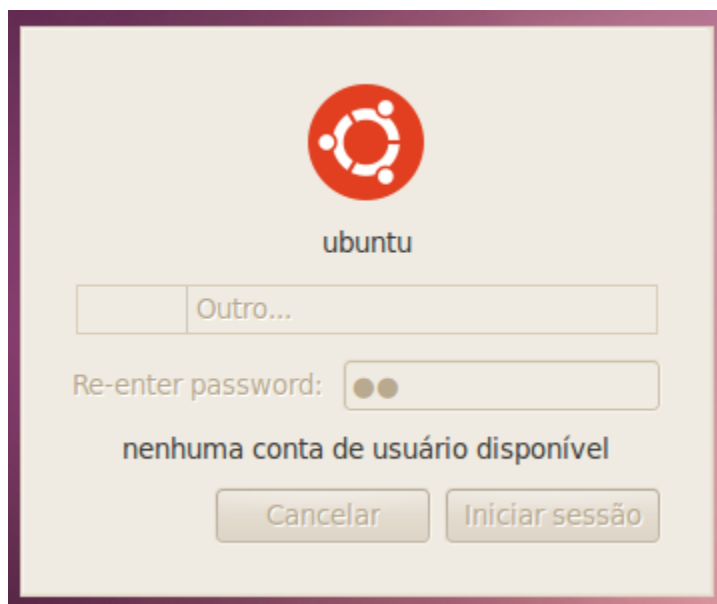 ubuntu
Outro...
Re-enter password:
nenhuma conta de usuário disponível
Cancelar
Iniciar sessão